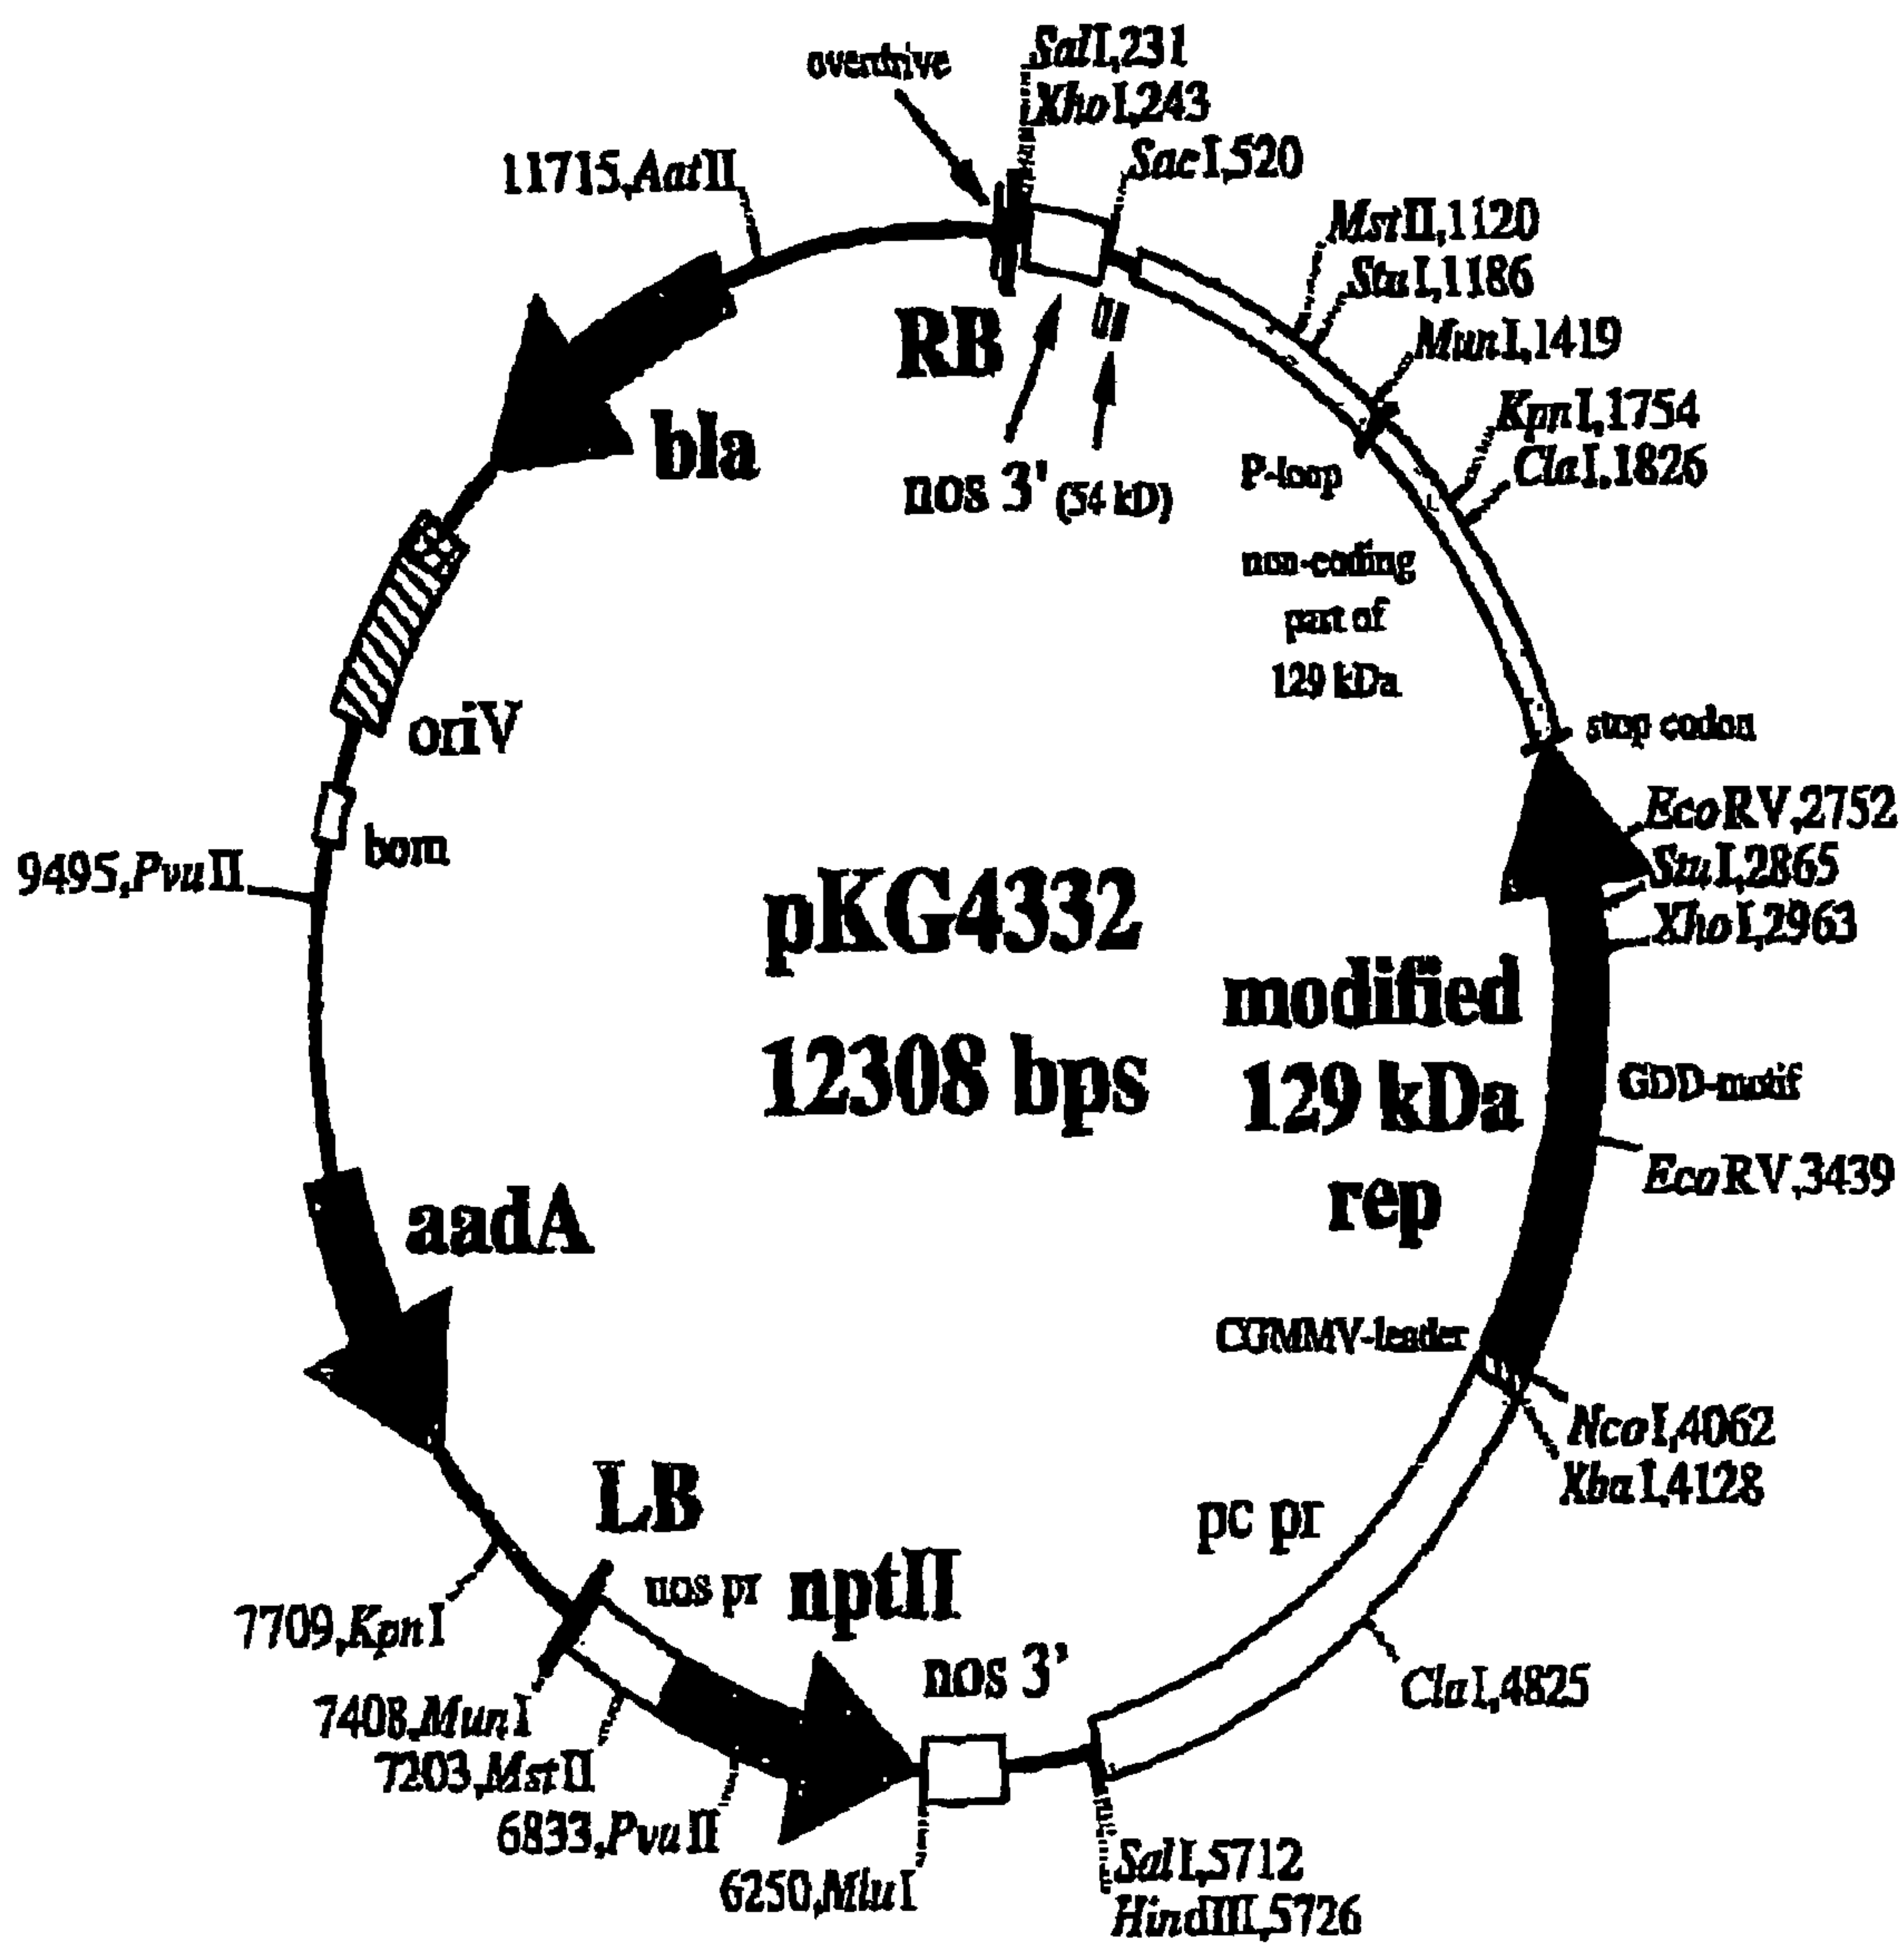 overdrive
SalI,231
XhoI,243
SacI,520
11715,AatII
MstII,1120
StuI,1186
MunI,1419
KpnI,1754
ClaI,1826
RB
bla
nos 3' (54 kD)
P-loop
non-coding
part of
129 kDa
oriV
stop codon
bom
9495,PvuII
EcoRV,2752
StuI,2865
XhoI,2963
pKG4332
12308 bps
modified
129 kDa
rep
GDD-motif
EcoRV,3439
aadA
CGMMV-leader
NcoI,4062
XbaI,4128
LB
pc pr
nos pr
nptII
7709,KpnI
nos 3'
ClaI,4825
7408,MunI
7203,MstII
6833,PvuII
6250,MluI
SalI,5712
HindIII,5726